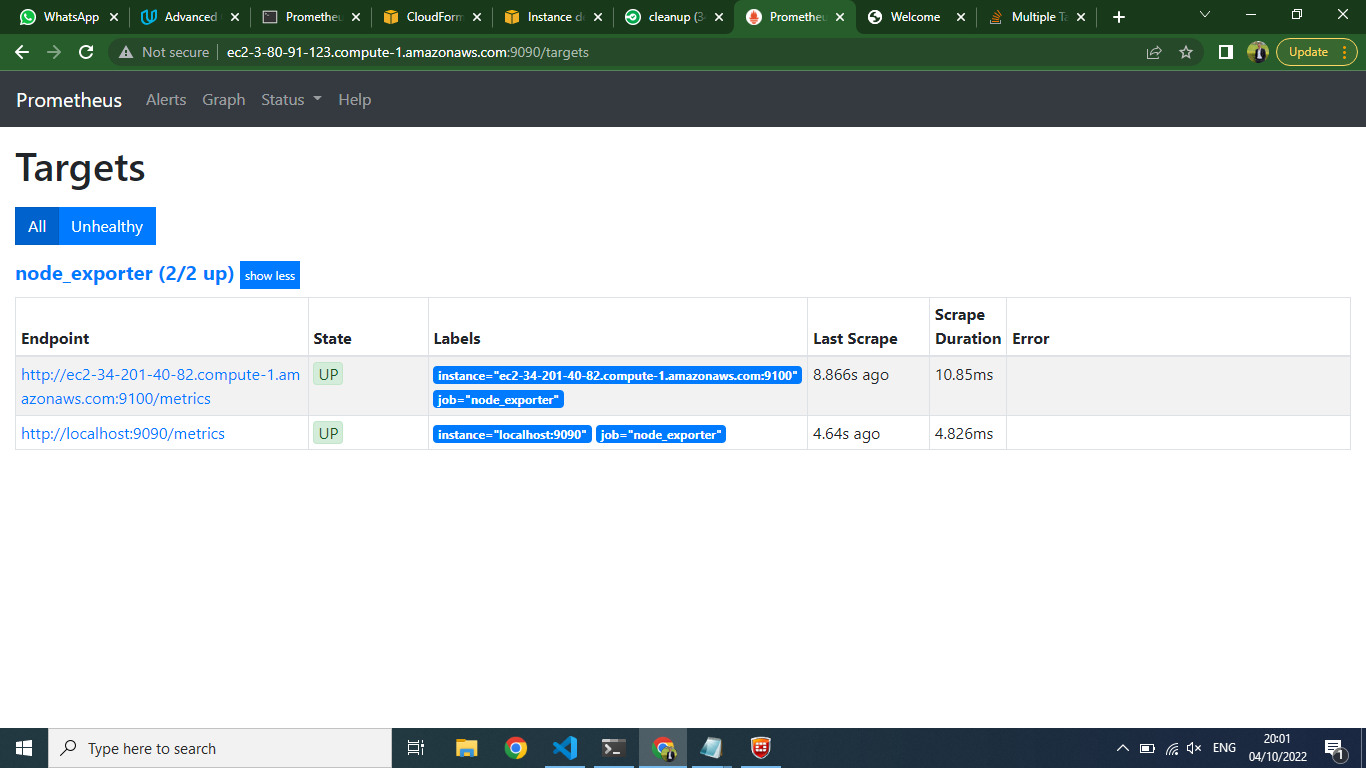 WhatsApp
Advanced
Prometheu
CloudForm
Instance de
cleanup (3
Prometheu
Welcome
Multiple Ta
Not secure
ec2-3-80-91-123.compute-1.amazonaws.com:9090/targets
Update
Prometheus
Alerts
Graph
Status
Help
Targets
All
Unhealthy
node_exporter (2/2 up)
show less
Endpoint
State
Labels
Last Scrape
Scrape
Duration
Error
http://ec2-34-201-40-82.compute-1.am
azonaws.com:9100/metrics
UP
instance="ec2-34-201-40-82.compute-1.amazonaws.com:9100"
job="node_exporter"
8.866s ago
10.85ms
http://localhost:9090/metrics
UP
instance="localhost:9090"
job="node_exporter"
4.64s ago
4.826ms
Type here to search
ENG
20:01
04/10/2022
1